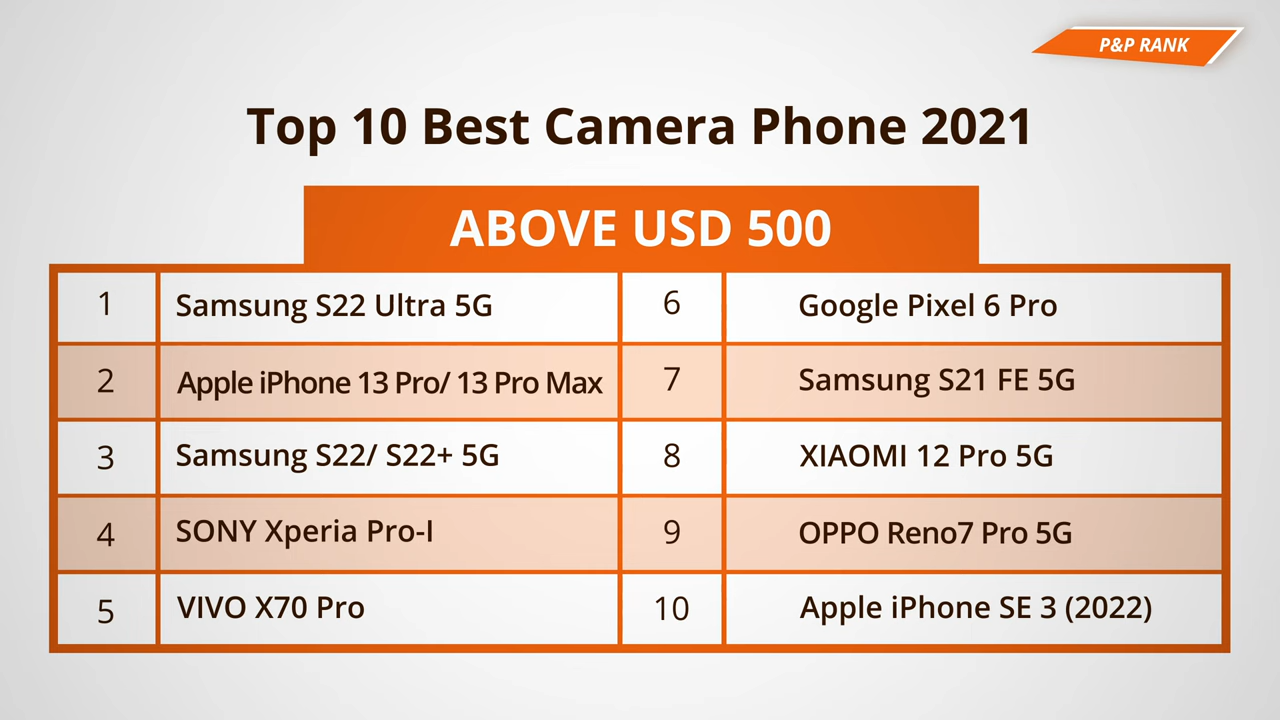 P&P RANK
Top 10 Best Camera Phone 2021
ABOVE USD 500
1 Samsung S22 Ultra 5G 6 Google Pixel 6 Pro
2 Apple iPhone 13 Pro/ 13 Pro Max 7 Samsung S21 FE 5G
3 Samsung S22/ S22+ 5G 8 XIAOMI 12 Pro 5G
4 SONY Xperia Pro-I 9 OPPO Reno7 Pro 5G
5 VIVO X70 Pro 10 Apple iPhone SE 3 (2022)